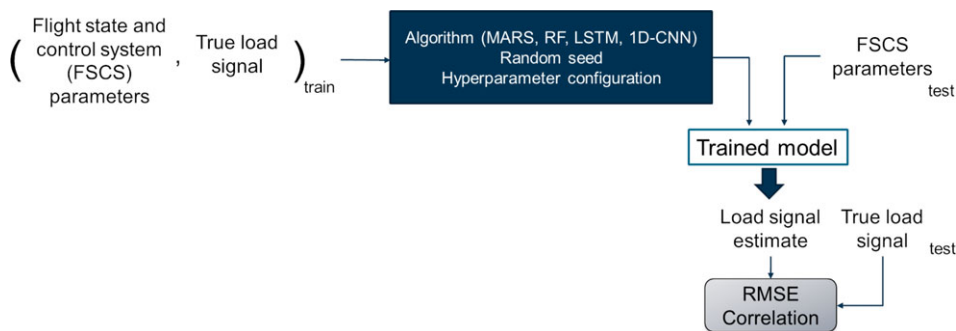 ( Flight state and
control system
(FSCS)
parameters
, True load
signal ) train
Algorithm (MARS, RF, LSTM, 1D-CNN)
Random seed
Hyperparameter configuration
FSCS
parameters
test
Trained model
Load signal
estimate
True load
signal
test
RMSE
Correlation